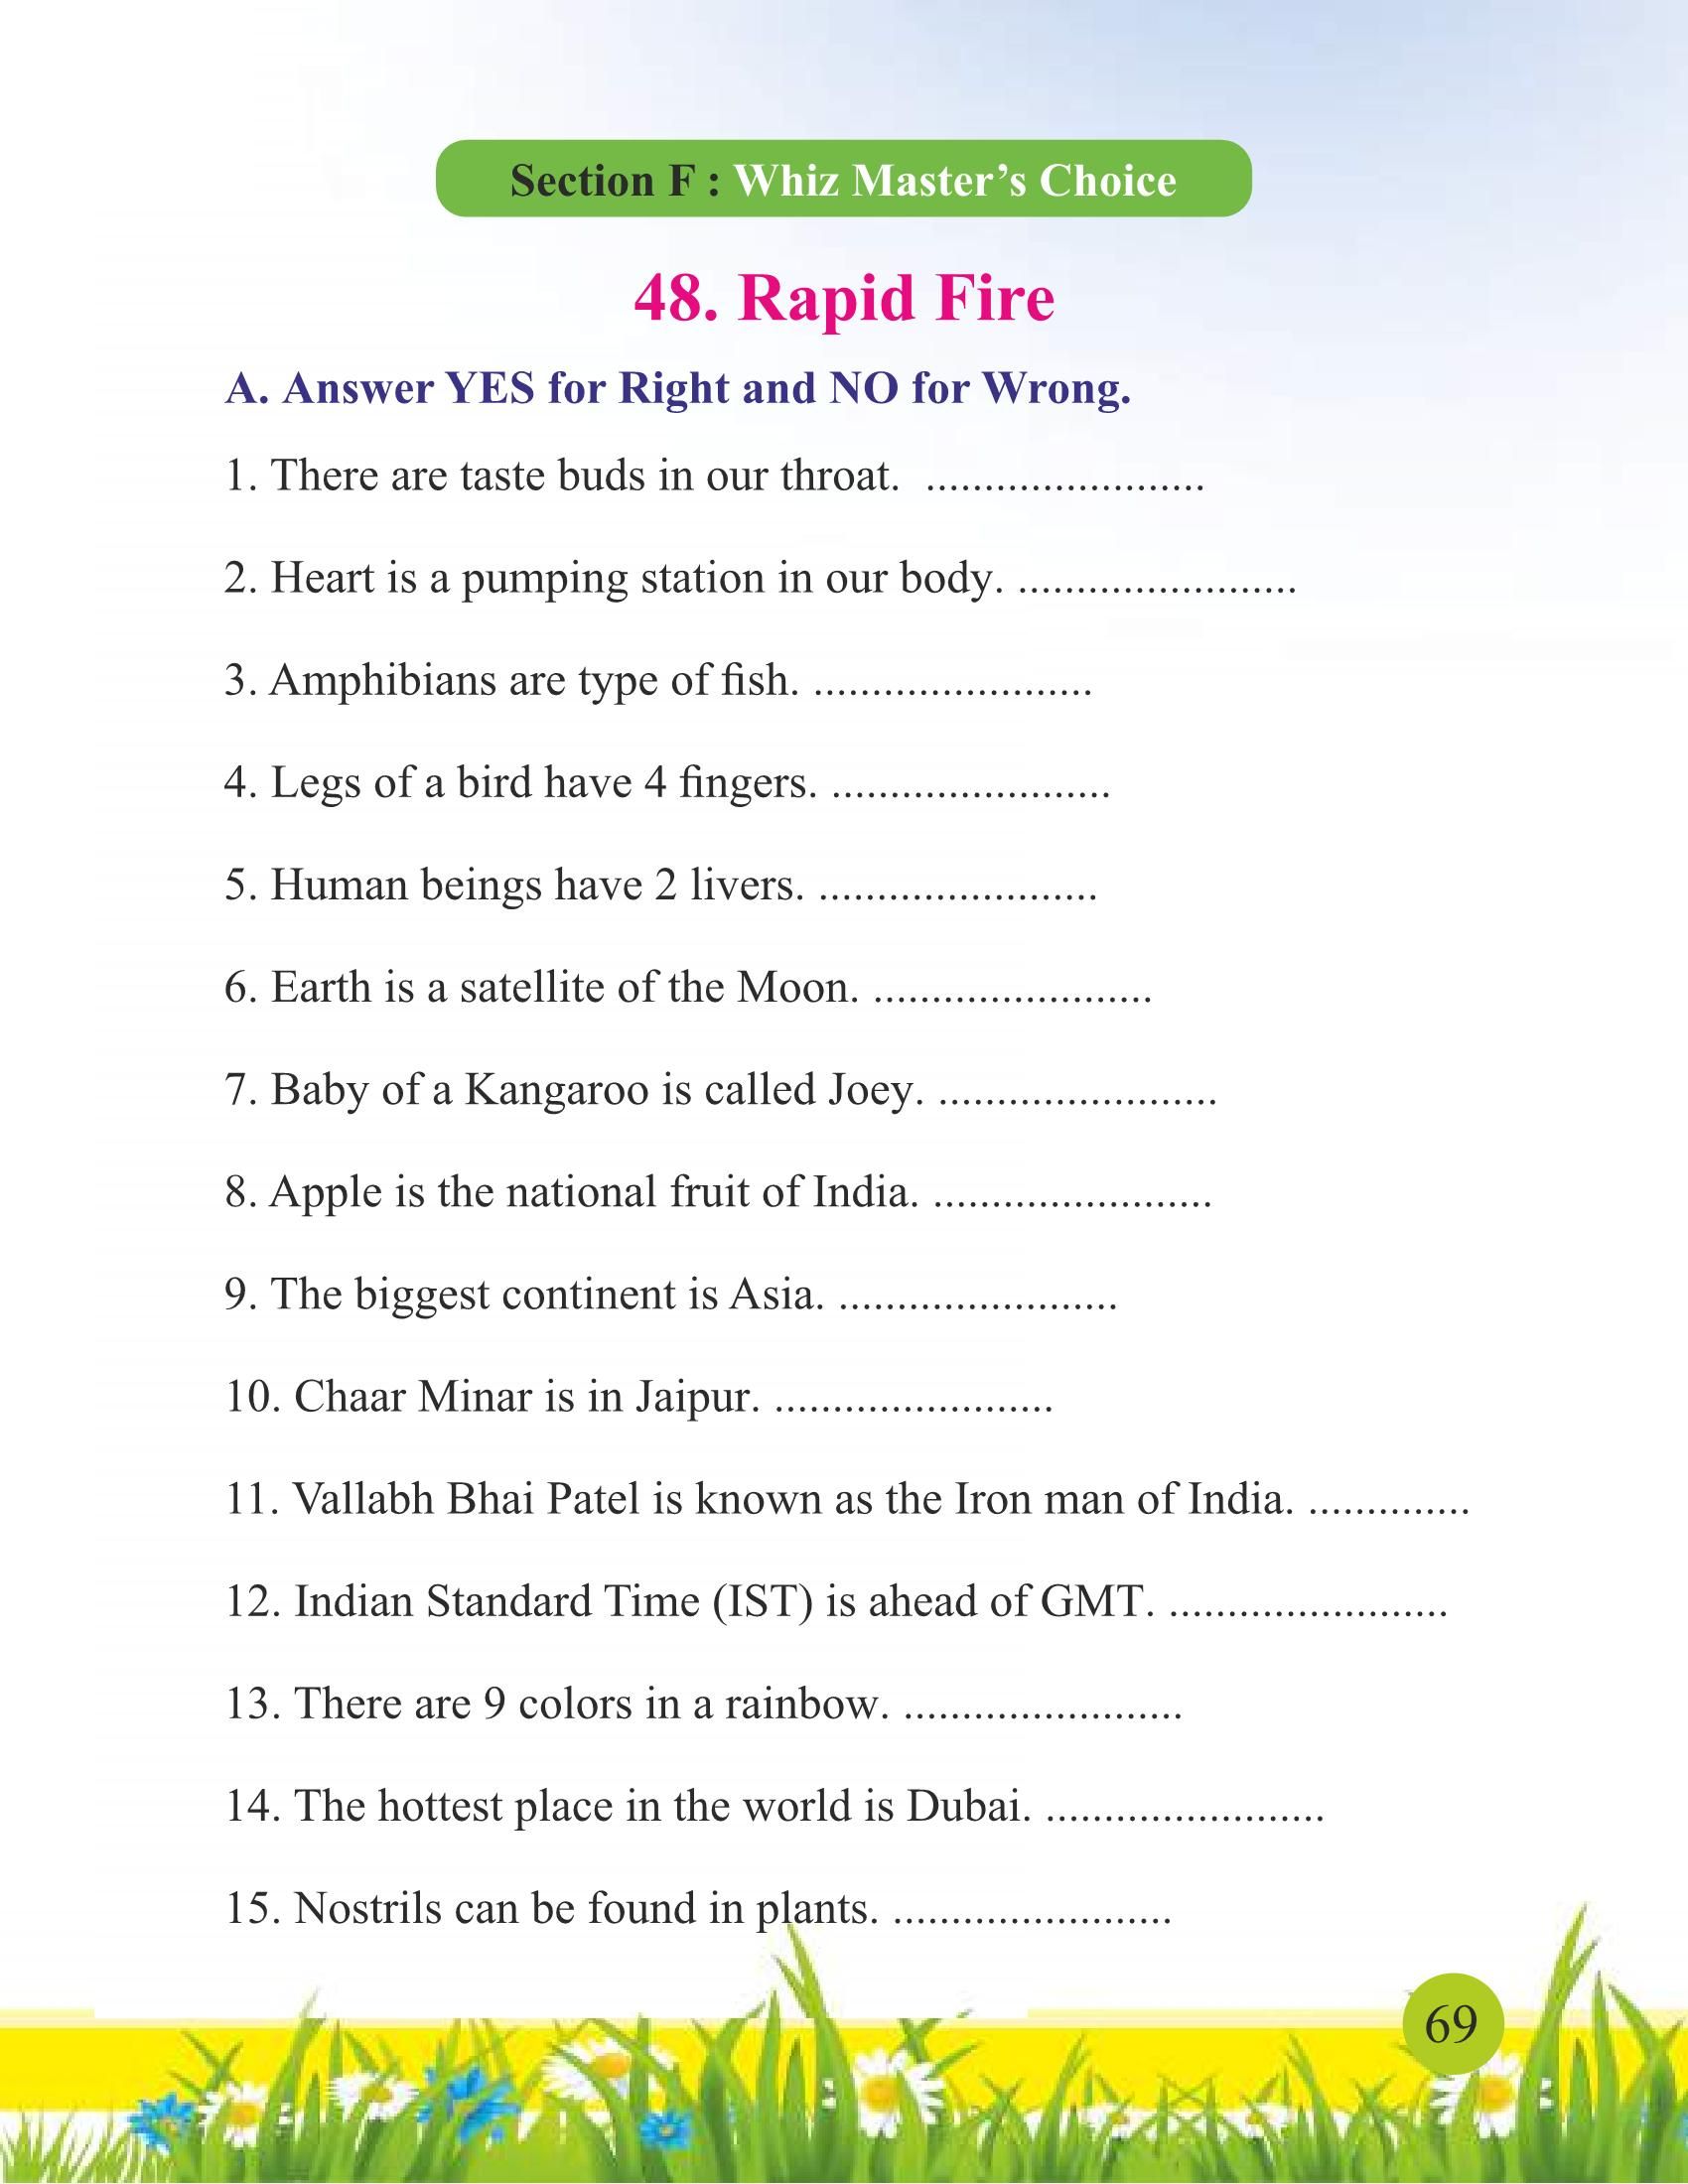 Section F : Whiz Master’s Choice
48. Rapid Fire
A. Answer YES for Right and NO for Wrong.
1. There are taste buds in our throat. ........................
2. Heart is a pumping station in our body. ........................
3. Amphibians are type of fish. ........................
4. Legs of a bird have 4 fingers. ........................
5. Human beings have 2 livers. ........................
6. Earth is a satellite of the Moon. ........................
7. Baby of a Kangaroo is called Joey. ........................
8. Apple is the national fruit of India. ........................
9. The biggest continent is Asia. ........................
10. Chaar Minar is in Jaipur. ........................
11. Vallabh Bhai Patel is known as the Iron man of India. ..............
12. Indian Standard Time (IST) is ahead of GMT. ........................
13. There are 9 colors in a rainbow. ........................
14. The hottest place in the world is Dubai. ........................
15. Nostrils can be found in plants. ........................
69